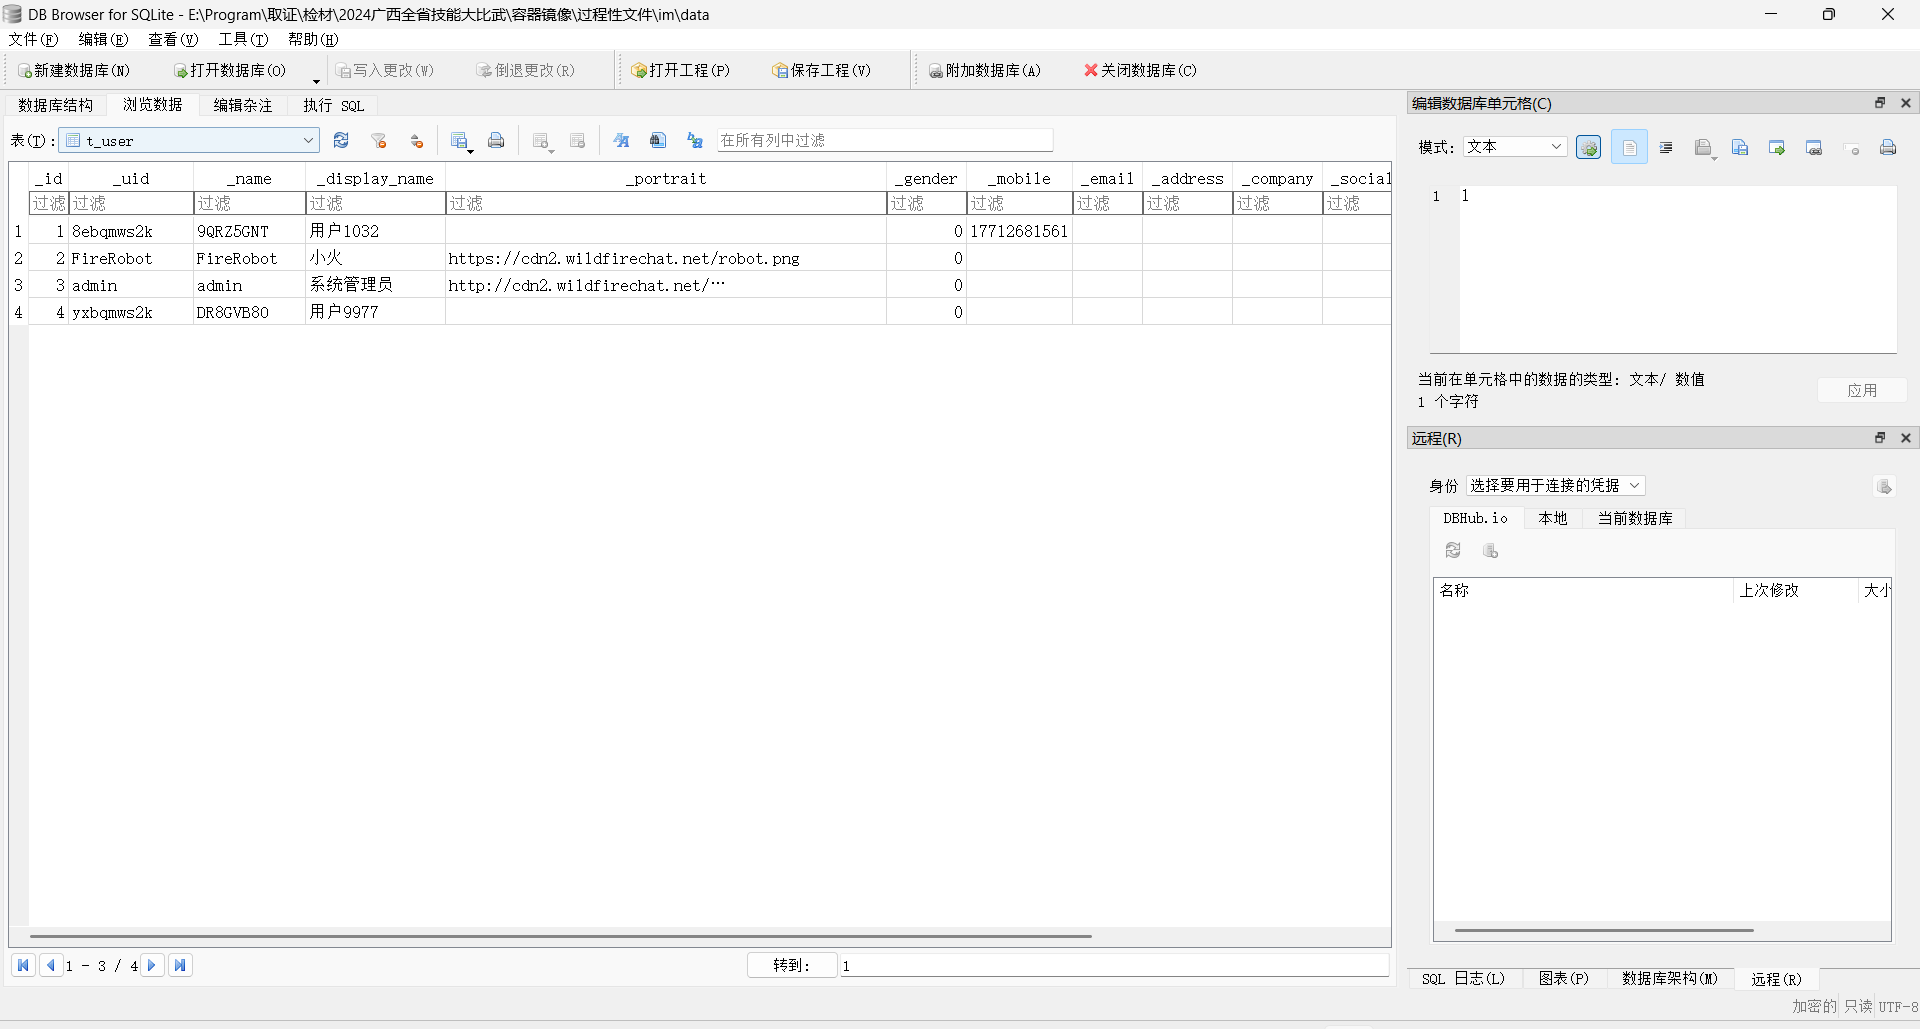 DB Browser for SQLite - E:\Program\取证\检材\2024广西全省技能大比武\容器镜像\过程性文件\im\data
文件(F) 编辑(E) 查看(V) 工具(T) 帮助(H)
新建数据库(N) 打开数据库(O) 写入更改(W) 倒退更改(R) 打开工程(P) 保存工程(V) 附加数据库(A) 关闭数据库(C)
数据库结构 浏览数据 编辑杂注 执行 SQL
表(T): t_user 在所有列中过滤
_id _uid _name _display_name _portrait _gender _mobile _email _address _company _social
过滤 过滤 过滤 过滤 过滤 过滤 过滤 过滤 过滤 过滤 过滤
1 1 8ebqmws2k 9QRZ5GNT 用户1032 0 17712681561
2 2 FireRobot FireRobot 小火 https://cdn2.wildfirechat.net/robot.png 0
3 3 admin admin 系统管理员 http://cdn2.wildfirechat.net/… 0
4 4 yxbqmws2k DR8GVB80 用户9977 0
1 - 3 / 4 转到: 1
编辑数据库单元格(C)
模式: 文本
1 1
当前在单元格中的数据的类型: 文本/ 数值
1 个字符
应用
远程(R)
身份 选择要用于连接的凭据
DBHub.io 本地 当前数据库
名称 上次修改 大小
SQL 日志(L) 图表(P) 数据库架构(M) 远程(R)
加密的 只读 UTF-8